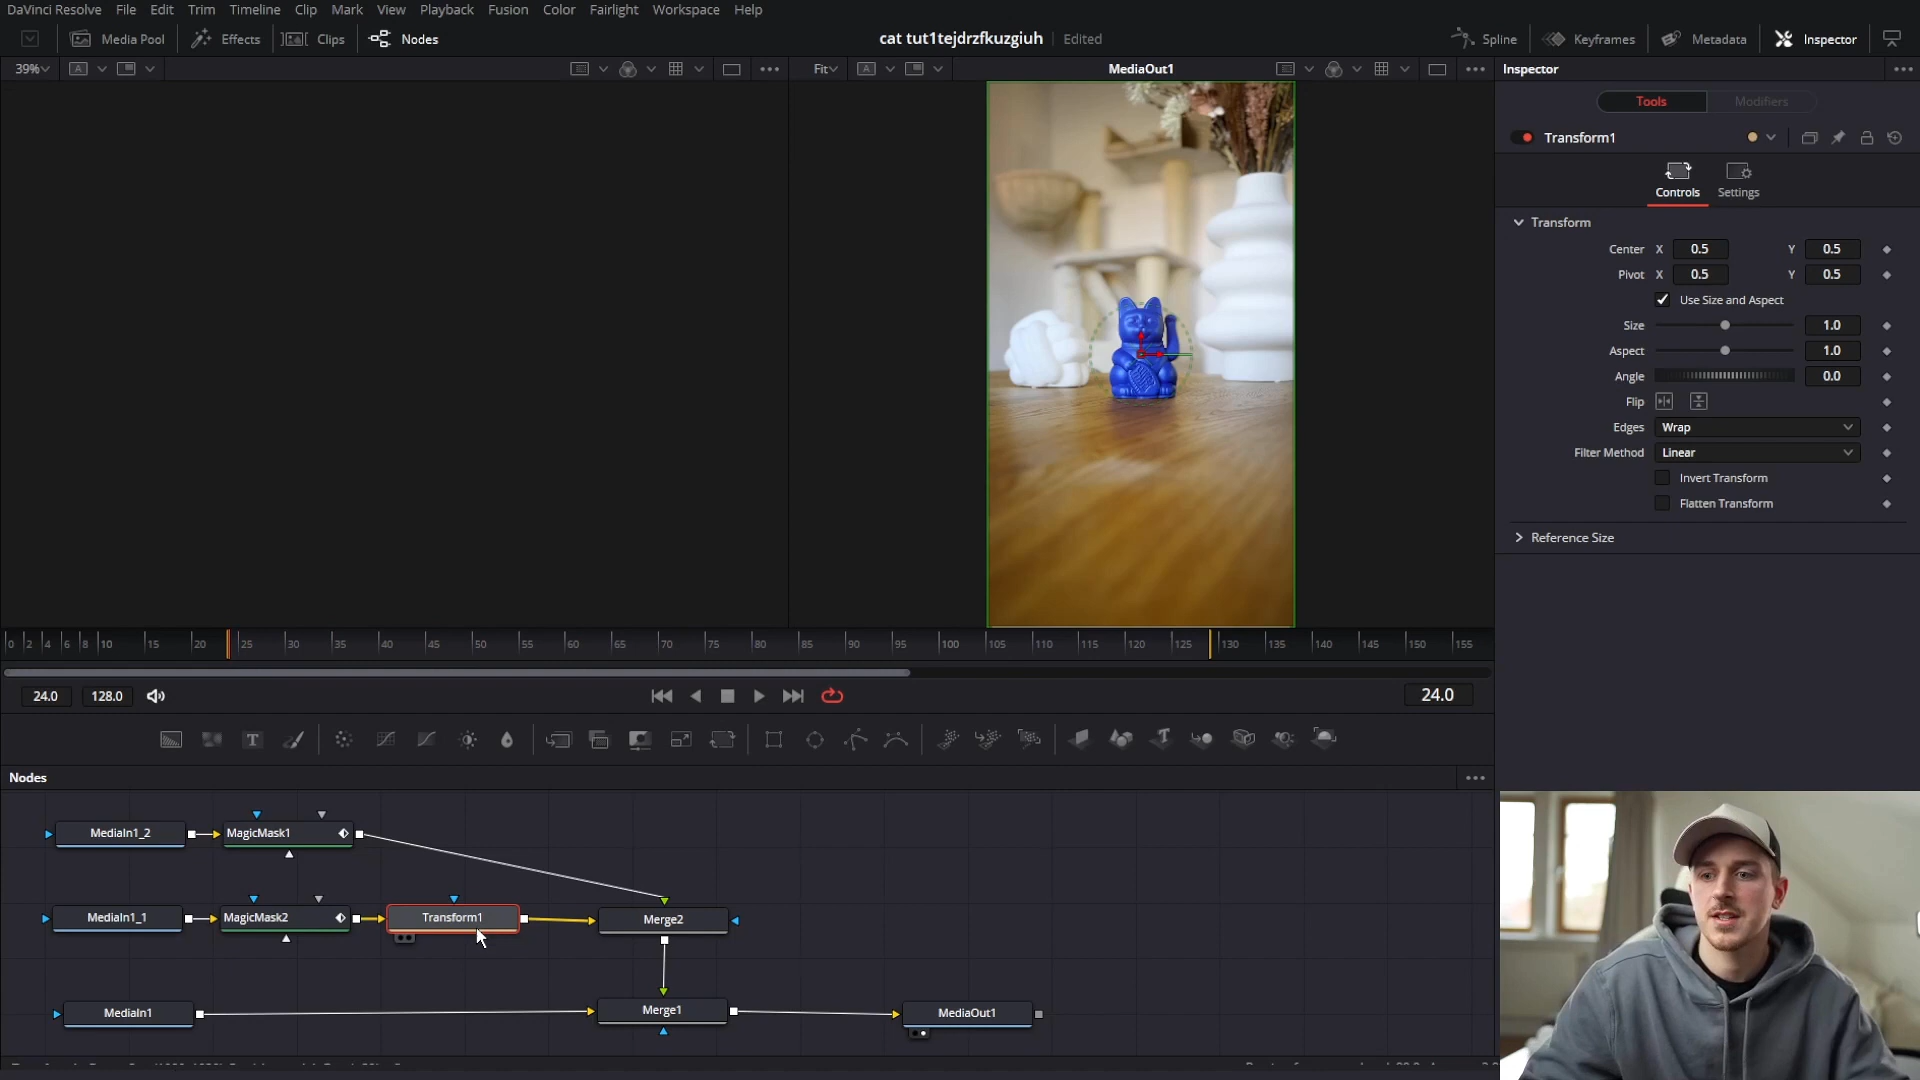 DaVinci Resolve File Edit Trim Timeline Clip Mark View Playback Fusion Color Fairlight Workspace Help
Media Pool Effects Clips Nodes cat tut1tejdrzfkuzgiuh Edited Spline Keyframes Metadata Inspector
39% Fit MediaOut1 Inspector
Tools Modifiers
Transform1
Controls Settings
Transform
Center X 0.5 Y 0.5
Pivot X 0.5 Y 0.5
Use Size and Aspect
Size 1.0
Aspect 1.0
Angle 0.0
Flip
Edges Wrap
Filter Method Linear
Invert Transform
Flatten Transform
Reference Size
0 2 4 6 8 10 15 20 25 30 35 40 45 50 55 60 65 70 75 80 85 90 95 100 105 110 115 120 125 130 135 140 145 150 155
24.0 128.0 24.0
T
Nodes
MediaIn1_2 MagicMask1
MediaIn1_1 MagicMask2 Transform1 Merge2
MediaIn1 Merge1 MediaOut1